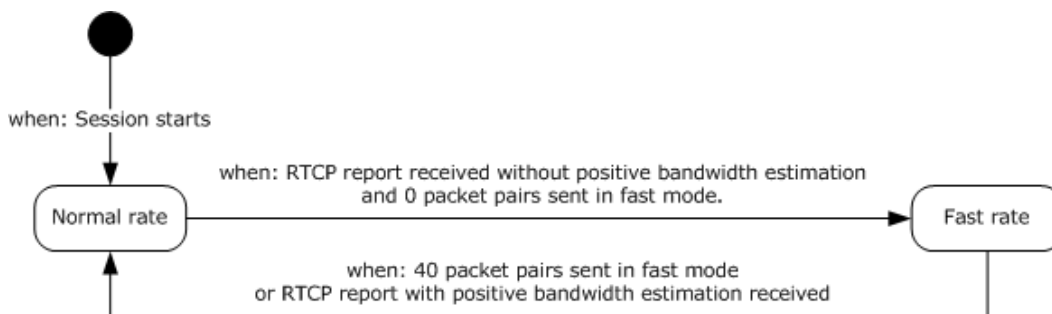 when: Session starts
when: RTCP report received without positive bandwidth estimation
and 0 packet pairs sent in fast mode.
Normal rate
Fast rate
when: 40 packet pairs sent in fast mode
or RTCP report with positive bandwidth estimation received